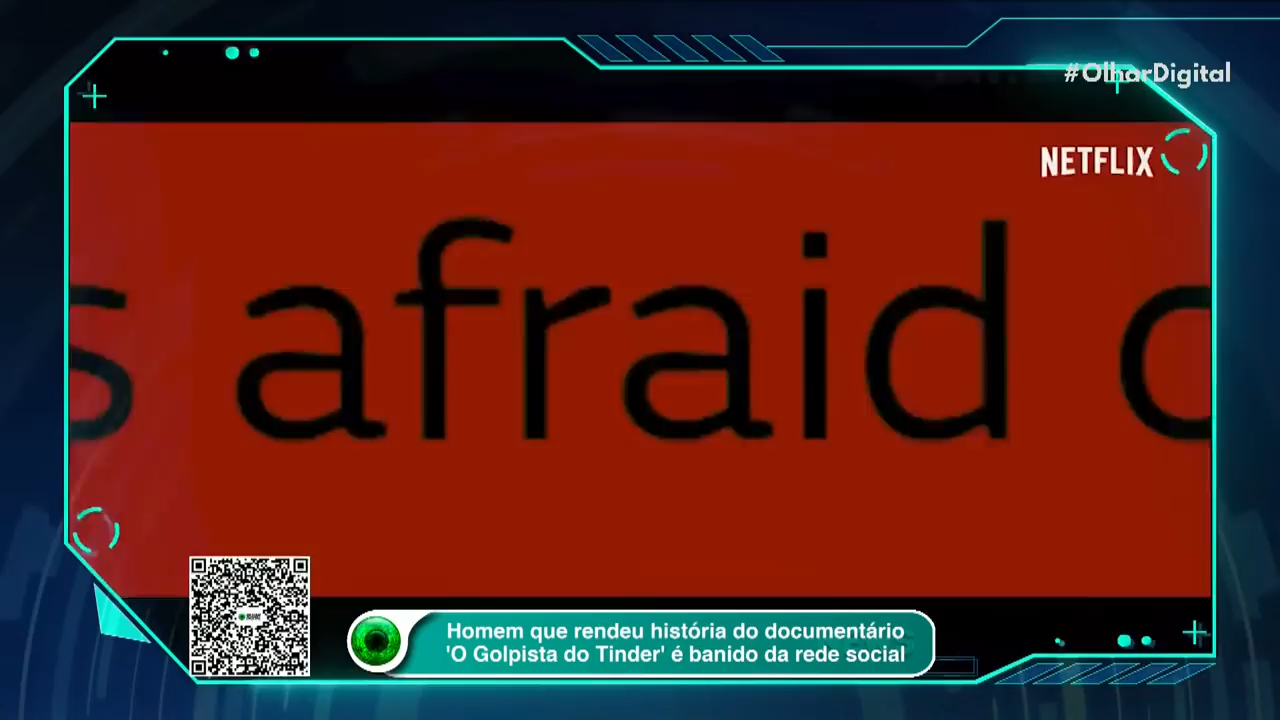 #OlharDigital
NETFLIX
s afraid o
Homem que rendeu história do documentário
'O Golpista do Tinder' é banido da rede social